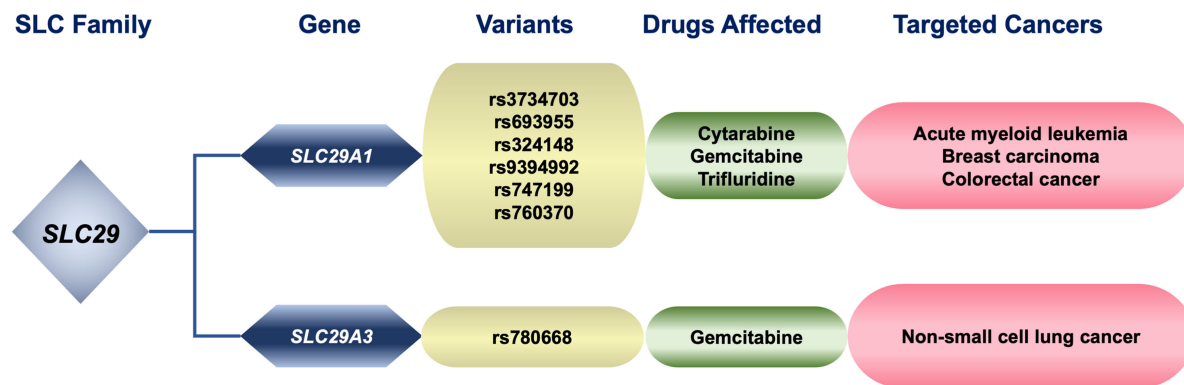 SLC Family Gene Variants Drugs Affected Targeted Cancers
SLC29
SLC29A1
rs3734703
rs693955
rs324148
rs9394992
rs747199
rs760370
Cytarabine
Gemcitabine
Trifluridine
Acute myeloid leukemia
Breast carcinoma
Colorectal cancer
SLC29A3
rs780668
Gemcitabine
Non-small cell lung cancer